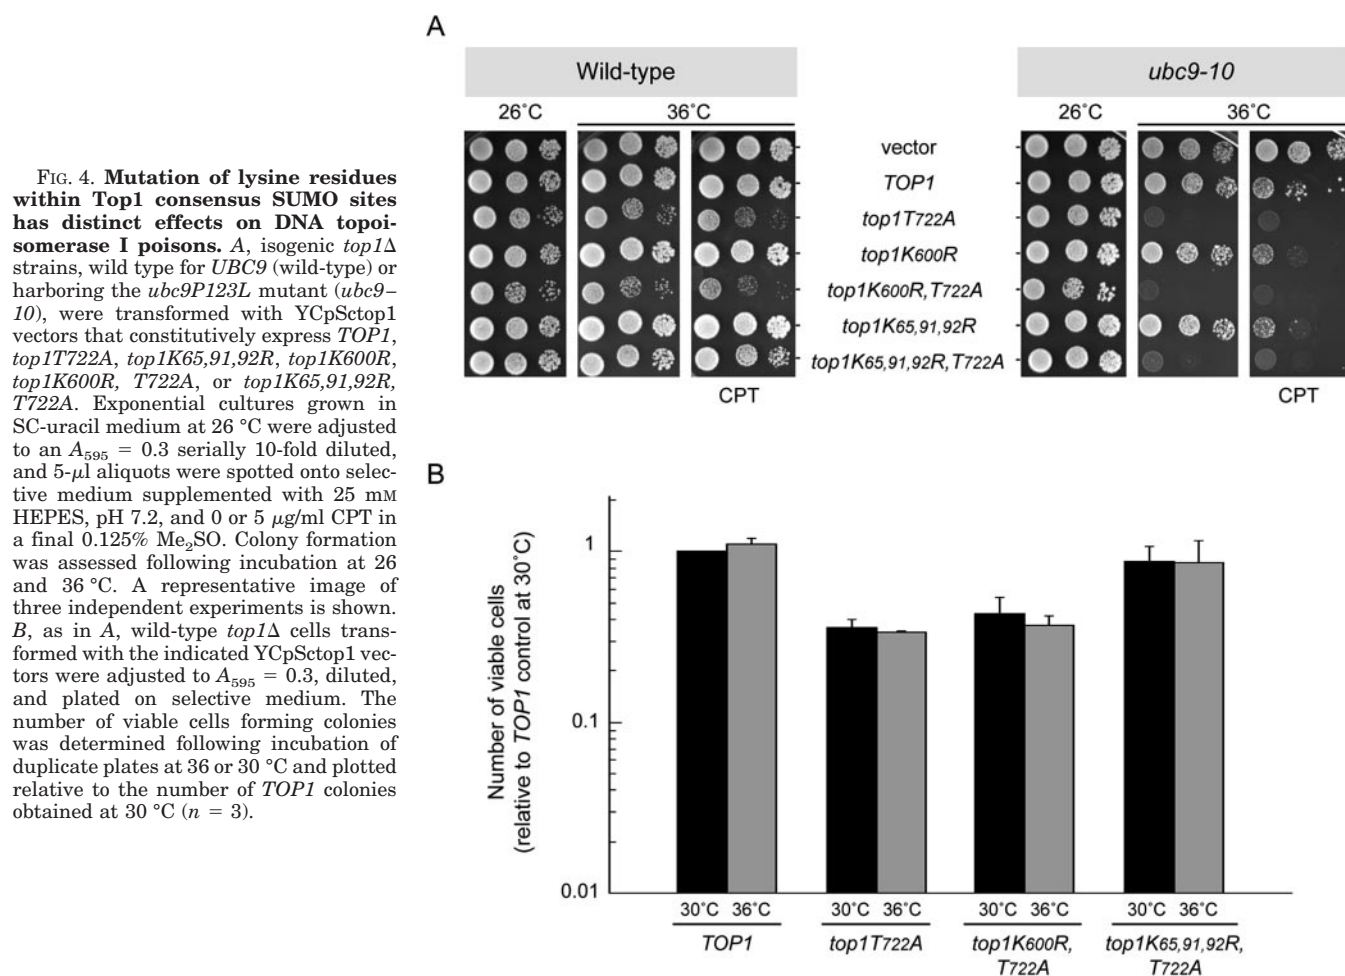 FIG. 4. Mutation of lysine residues
within Top1 consensus SUMO sites
has distinct effects on DNA topoi-
somerase I poisons. A, isogenic top1Δ
strains, wild type for UBC9 (wild-type) or
harboring the ubc9P123L mutant (ubc9–
10), were transformed with YCpSctop1
vectors that constitutively express TOP1,
top1T722A, top1K65,91,92R, top1K600R,
top1K600R, T722A, or top1K65,91,92R,
T722A. Exponential cultures grown in
SC-uracil medium at 26 °C were adjusted
to an A595 = 0.3 serially 10-fold diluted,
and 5-μl aliquots were spotted onto selec-
tive medium supplemented with 25 mM
HEPES, pH 7.2, and 0 or 5 μg/ml CPT in
a final 0.125% Me2SO. Colony formation
was assessed following incubation at 26
and 36 °C. A representative image of
three independent experiments is shown.
B, as in A, wild-type top1Δ cells trans-
formed with the indicated YCpSctop1 vec-
tors were adjusted to A595 = 0.3, diluted,
and plated on selective medium. The
number of viable cells forming colonies
was determined following incubation of
duplicate plates at 36 or 30 °C and plotted
relative to the number of TOP1 colonies
obtained at 30 °C (n = 3).
A
Wild-type
ubc9-10
26˚C 36˚C
26˚C 36˚C
vector
TOP1
top1T722A
top1K600R
top1K600R,T722A
top1K65,91,92R
top1K65,91,92R,T722A
CPT
CPT
B
Number of viable cells
(relative to TOP1 control at 30˚C)
1
0.1
0.01
30˚C 36˚C 30˚C 36˚C 30˚C 36˚C 30˚C 36˚C
TOP1
top1T722A
top1K600R,
T722A
top1K65,91,92R,
T722A